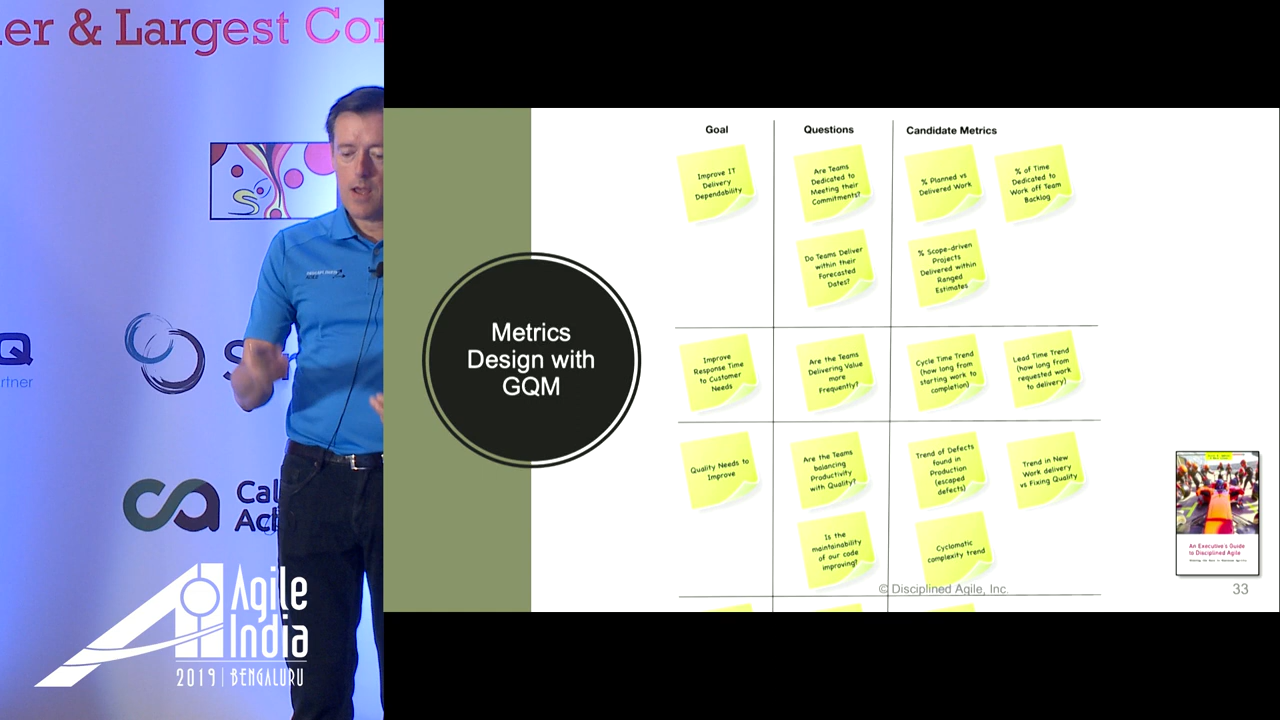 er & Largest Con
Q
artner
S
Cal
Ac
Agile
India
2019 | BENGALURU
Metrics
Design with
GQM
Goal
Questions
Candidate Metrics
Improve IT
Delivery
Dependability
Are Teams
Dedicated to
Meeting their
Commitments?
% Planned vs
Delivered Work
% of Time
Dedicated to
Work off Team
Backlog
Do Teams Deliver
within their
Forecasted
Dates?
% Scope-driven
Projects
Delivered within
Ranged
Estimates
Improve
Response Time
to Customer
Needs
Are the Teams
Delivering Value
more
Frequently?
Cycle Time Trend
(how long from
starting work to
completion)
Lead Time Trend
(how long from
requested work
to delivery)
Quality Needs to
Improve
Are the Teams
balancing
Productivity
with Quality?
Trend of Defects
found in
Production
(escaped
defects)
Trend in New
Work delivery
vs Fixing Quality
Is the
maintainability
of our code
improving?
Cyclomatic
complexity trend
An Executive's Guide
to Disciplined Agile
© Disciplined Agile, Inc.
33